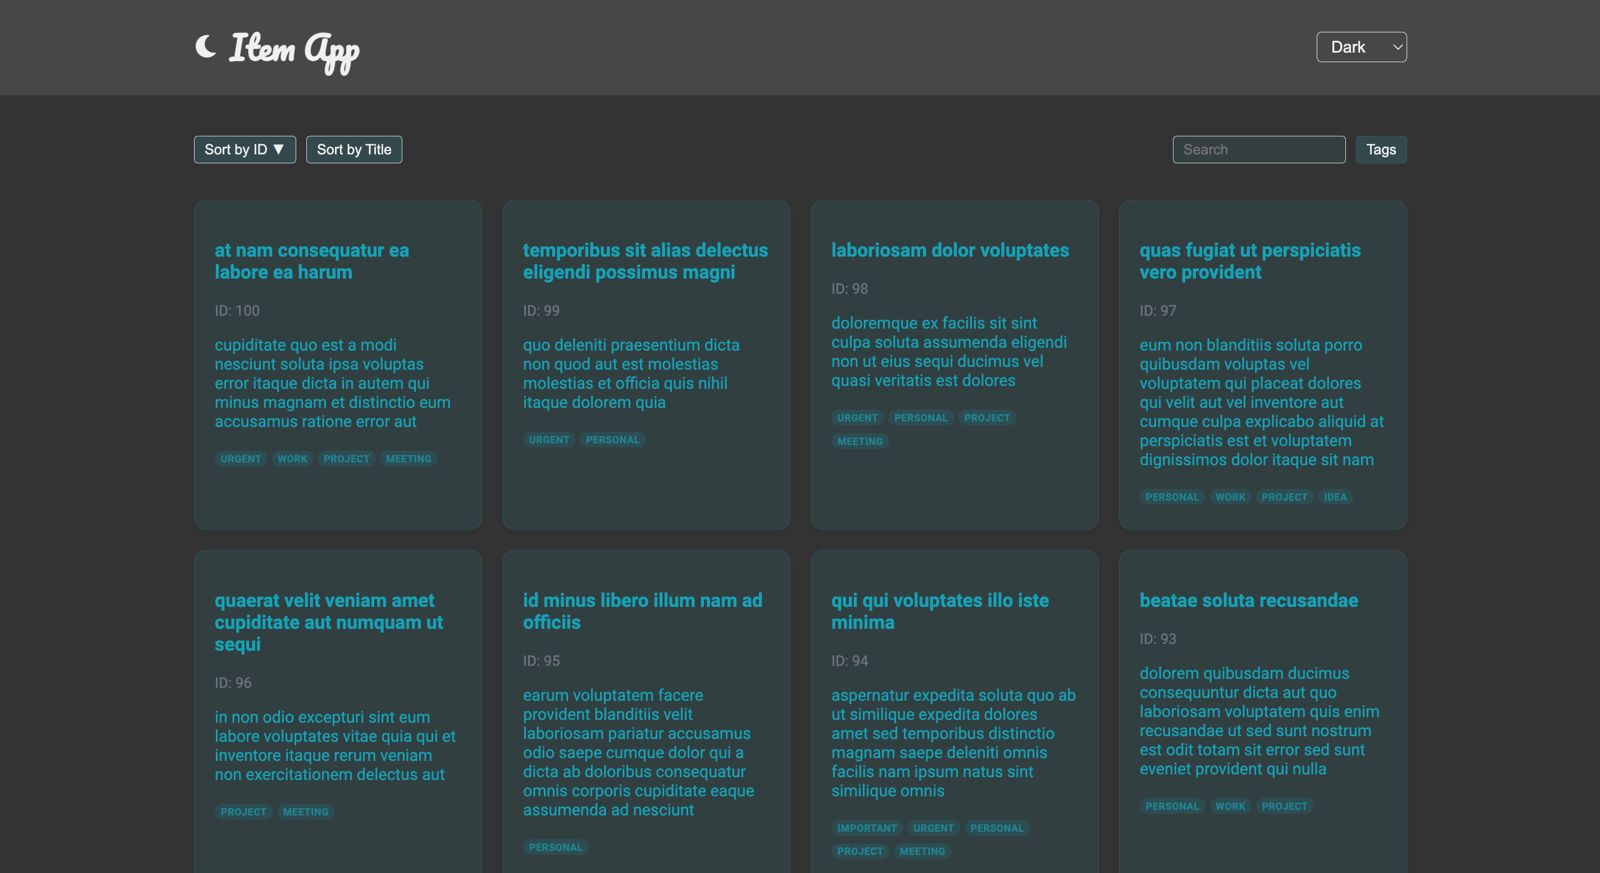 Item App
Dark
Sort by ID ▼
Sort by Title
Search
Tags
at nam consequatur ea
labore ea harum
ID: 100
cupiditate quo est a modi
nesciunt soluta ipsa voluptas
error itaque dicta in autem qui
minus magnam et distinctio eum
accusamus ratione error aut
URGENT WORK PROJECT MEETING
temporibus sit alias delectus
eligendi possimus magni
ID: 99
quo deleniti praesentium dicta
non quod aut est molestias
molestias et officia quis nihil
itaque dolorem quia
URGENT PERSONAL
laboriosam dolor voluptates
ID: 98
doloremque ex facilis sit sint
culpa soluta assumenda eligendi
non ut eius sequi ducimus vel
quasi veritatis est dolores
URGENT PERSONAL PROJECT
MEETING
quas fugiat ut perspiciatis
vero provident
ID: 97
eum non blanditiis soluta porro
quibusdam voluptas vel
voluptatem qui placeat dolores
qui velit aut vel inventore aut
cumque culpa explicabo aliquid at
perspiciatis est et voluptatem
dignissimos dolor itaque sit nam
PERSONAL WORK PROJECT IDEA
quaerat velit veniam amet
cupiditate aut numquam ut
sequi
ID: 96
in non odio excepturi sint eum
labore voluptates vitae quia qui et
inventore itaque rerum veniam
non exercitationem delectus aut
PROJECT MEETING
id minus libero illum nam ad
officiis
ID: 95
earum voluptatem facere
provident blanditiis velit
laboriosam pariatur accusamus
odio saepe cumque dolor qui a
dicta ab doloribus consequatur
omnis corporis cupiditate eaque
assumenda ad nesciunt
PERSONAL
qui qui voluptates illo iste
minima
ID: 94
aspernatur expedita soluta quo ab
ut similique expedita dolores
amet sed temporibus distinctio
magnam saepe deleniti omnis
facilis nam ipsum natus sint
similique omnis
IMPORTANT URGENT PERSONAL
PROJECT MEETING
beatae soluta recusandae
ID: 93
dolorem quibusdam ducimus
consequuntur dicta aut quo
laboriosam voluptatem quis enim
recusandae ut sed sunt nostrum
est odit totam sit error sed sunt
eveniet provident qui nulla
PERSONAL WORK PROJECT